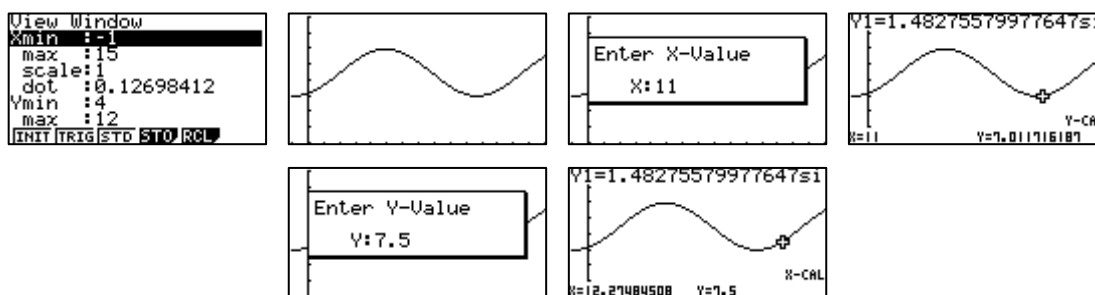 View Window
Xmin :-1
max :15
scale:1
dot :0.12698412
Ymin :4
max :12
INIT TRIG STD STO RCL
Enter X-Value
X:11
Y1=1.48275579977647si
Y-CA
X=11 Y=7.011716187
Enter Y-Value
Y:7.5
Y1=1.48275579977647si
X-CAL
X=12.27484508 Y=7.5